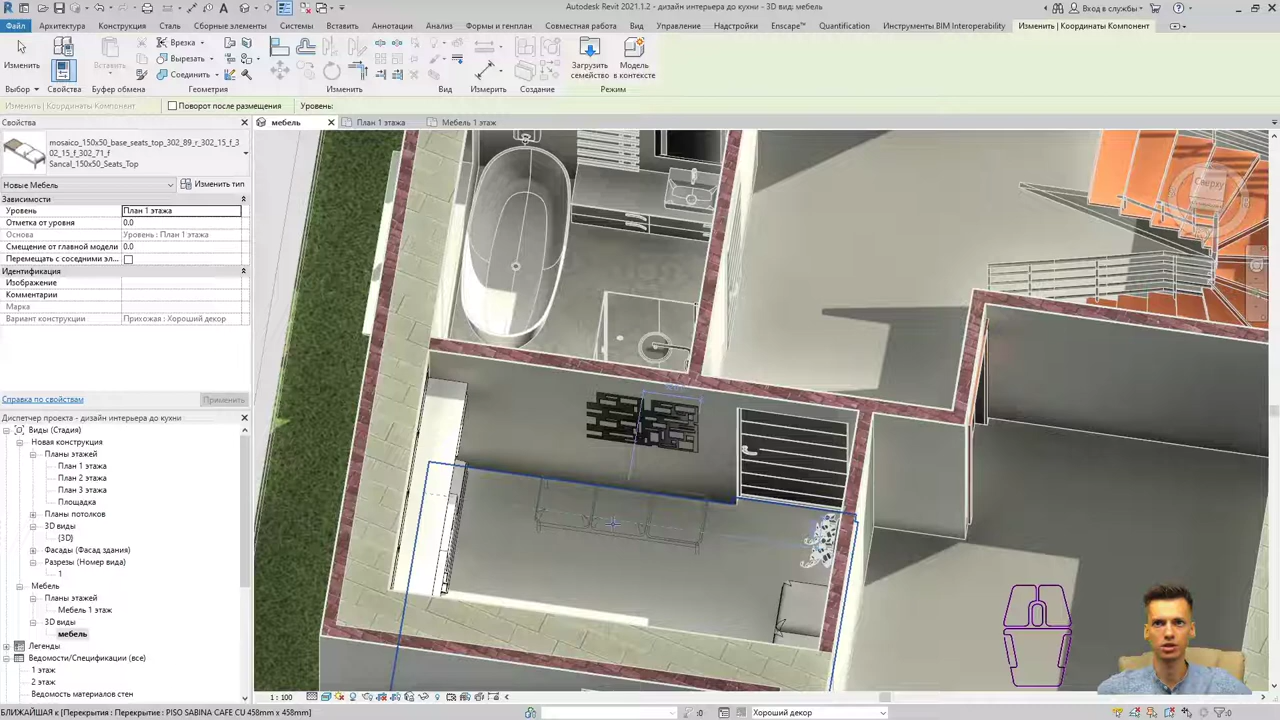 Autodesk Revit 2021.1.2 - дизайн интерьера до кухни - 3D вид: мебель
Вход в службы
Файл Архитектура Конструкция Сталь Сборные элементы Системы Вставить Аннотации Анализ Формы и генплан Совместная работа Вид Управление Настройки Enscape™ Quantification Инструменты BIM Interoperability Изменить | Координаты Компонент
Изменить Вставить Врезка Вырезать Соединить Загрузить семейство Модель в контексте
Выбор Свойства Буфер обмена Геометрия Изменить Вид Измерить Создание Режим
Изменить | Координаты Компонент Поворот после размещения Уровень:
Свойства
мебель План 1 этажа Мебель 1 этаж
mosaico_150x50_base_seats_top_302_89_r_302_15_f_3
02_15_f_302_71_f
Sancal_150x50_Seats_Top
Новые Мебель Изменить тип
Зависимости
Уровень План 1 этажа
Отметка от уровня 0.0
Основа Уровень : План 1 этажа
Смещение от главной модели 0.0
Перемещать с соседними эл...
Идентификация
Изображение
Комментарии
Марка
Вариант конструкции Прихожая : Хороший декор
Справка по свойствам Применить
Диспетчер проекта - дизайн интерьера до кухни
Виды (Стадия)
Новая конструкция
Планы этажей
План 1 этажа
План 2 этажа
План 3 этажа
Площадка
Планы потолков
3D виды
{3D}
Фасады (Фасад здания)
Разрезы (Номер вида)
1
Мебель
Планы этажей
Мебель 1 этаж
3D виды
мебель
Легенды
Ведомости/Спецификации (все)
1 этаж
2 этаж
Ведомость материалов стен
Сверху
1 : 100
БЛИЖАЙШАЯ к [Перекрытия : Перекрытие : PISO SABINA CAFE CU 458mm x 458mm]
:0
Хороший декор
:0